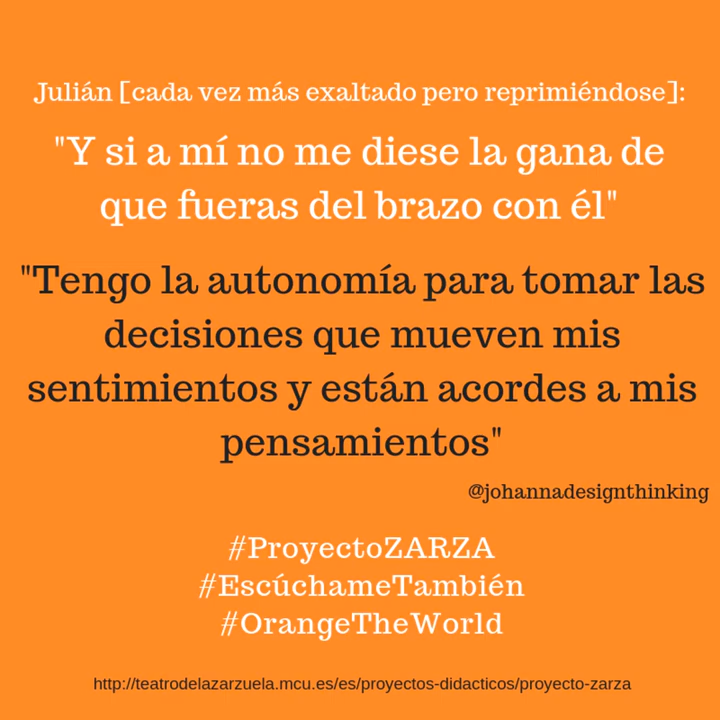 Julián [cada vez más exaltado pero reprimiéndose]:
"Y si a mí no me diese la gana de
que fueras del brazo con él"
"Tengo la autonomía para tomar las
decisiones que mueven mis
sentimientos y están acordes a mis
pensamientos"
@johannadesignthinking
#ProyectoZARZA
#EscúchameTambién
#OrangeTheWorld
http://teatrodelazarzuela.mcu.es/es/proyectos-didacticos/proyecto-zarza